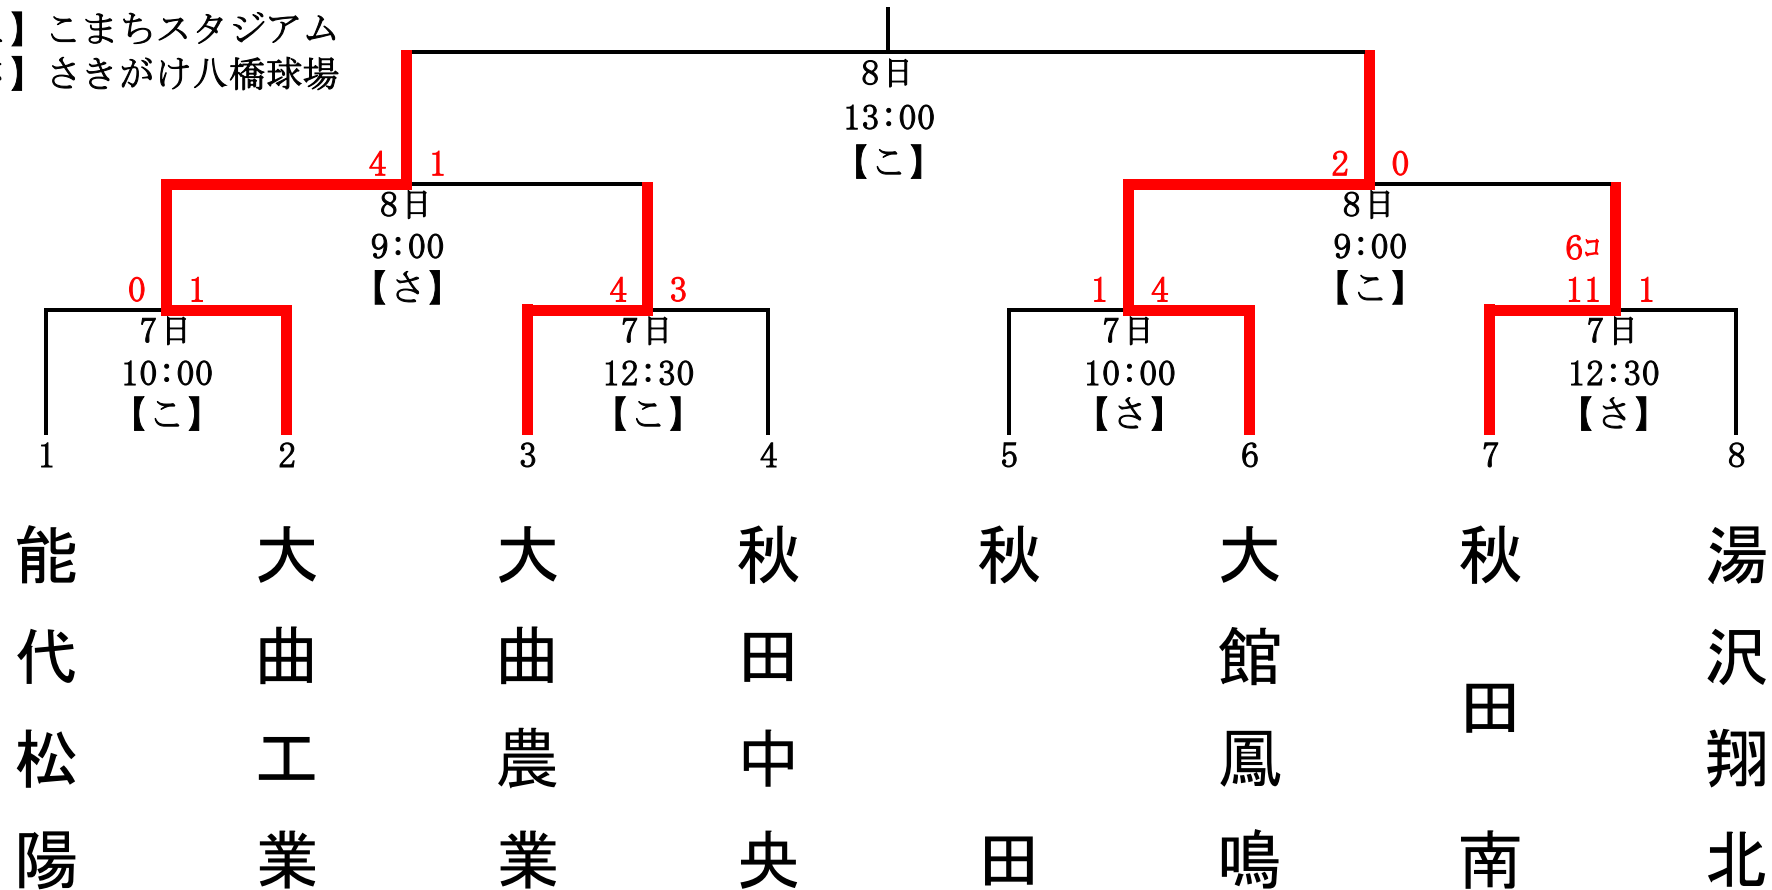 】こまちスタジアム
】さきがけ八橋球場
8日
13:00
【こ】
4 1
8日
9:00
【さ】
2 0
8日
9:00
【こ】
0 1
7日
10:00
【こ】
4 3
7日
12:30
【こ】
1 4
7日
10:00
【さ】
6コ
11 1
7日
12:30
【さ】
1 2 3 4 5 6 7 8
能代松陽
大曲工業
大曲農業
秋田中央
秋田
大館鳳鳴
秋田南
湯沢翔北